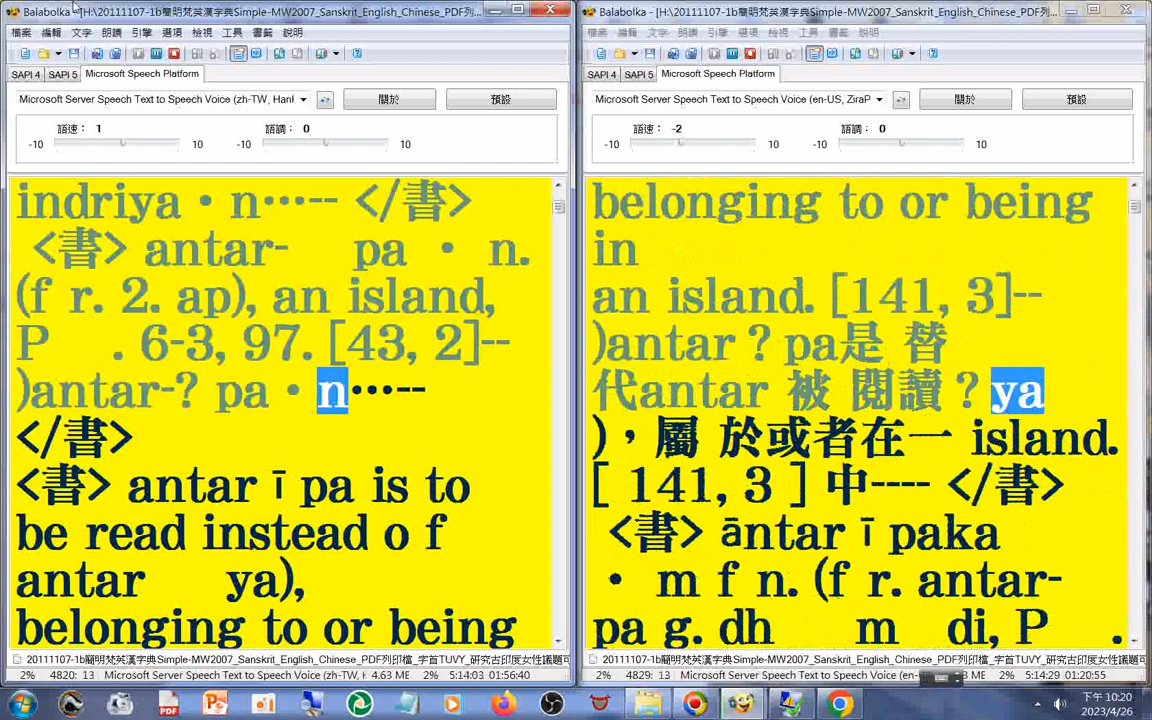 Balabolka - [H:\20111107-1b簡明梵英漢字典Simple-MW2007_Sanskrit_English_Chinese_PDF列...
檔案 編輯 文字 朗讀 引擎 選項 檢視 工具 書籤 說明
SAPI 4 SAPI 5 Microsoft Speech Platform
Microsoft Server Speech Text to Speech Voice (zh-TW, Hanl 關於 預設
語速： 1 語調： 0
-10 10 -10 10
indriya • n…-- </書>
<書> antar- pa • n.
(f r. 2. ap), an island,
P . 6-3, 97. [43, 2]--
)antar-? pa • n…--
</書>
<書> antar ī pa is to
be read instead o f
antar ya),
belonging to or being
20111107-1b簡明梵英漢字典Simple-MW2007_Sanskrit_English_Chinese_PDF列印檔_字首TUVY_研究古印度女性議題可
2% 4820: 13 Microsoft Server Speech Text to Speech Voice (zh-TW, H 4.63 ME 2% 5:14:03 01:56:40
Balabolka - [H:\20111107-1b簡明梵英漢字典Simple-MW2007_Sanskrit_English_Chinese_PDF列...
檔案 編輯 文字 朗讀 引擎 選項 檢視 工具 書籤 說明
SAPI 4 SAPI 5 Microsoft Speech Platform
Microsoft Server Speech Text to Speech Voice (en-US, ZiraP 關於 預設
語速： -2 語調： 0
-10 10 -10 10
belonging to or being
in
an island. [141, 3]--
)antar ? pa是 替
代antar 被 閱讀 ? ya
)，屬 於或者在一 island.
[ 141, 3 ] 中---- </書>
<書> āntar ī paka
• m f n. (f r. antar-
pa g. dh m di, P .
20111107-1b簡明梵英漢字典Simple-MW2007_Sanskrit_English_Chinese_PDF列印檔_字首TUVY_研究古印度女性議題可
2% 4829: 13 Microsoft Server Speech Text to Speech Voice ME 2% 5:14:29 01:20:55
下午 10:20
2023/4/26